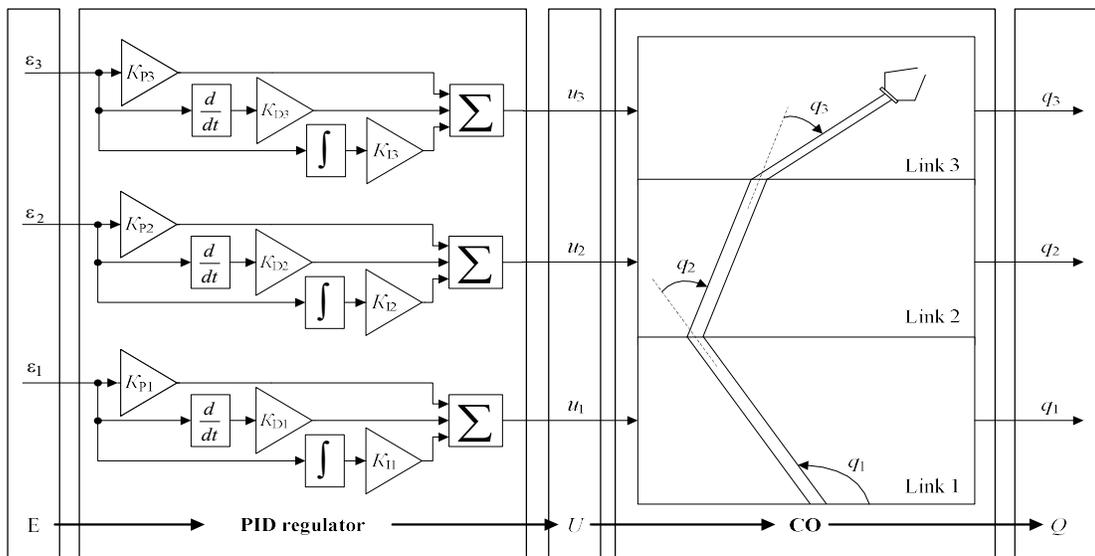 ε3
KP3
d
dt
KD3
∫
KI3
∑
u3
q3
Link 3
q3
ε2
KP2
d
dt
KD2
∫
KI2
∑
u2
q2
Link 2
q2
ε1
KP1
d
dt
KD1
∫
KI1
∑
u1
q1
Link 1
q1
E
PID regulator
U
CO
Q